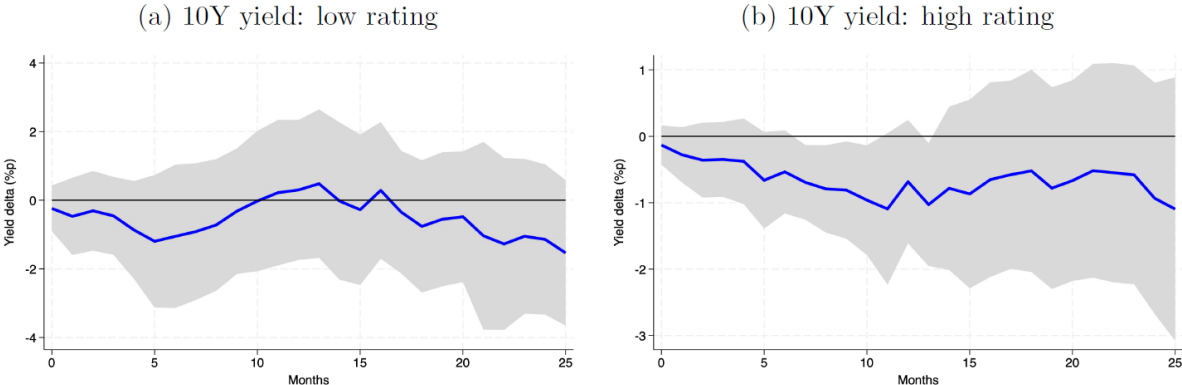 (a) 10Y yield: low rating
(b) 10Y yield: high rating
Yield delta (%p)
4
2
0
-2
-4
0 5 10 15 20 25
Months
Yield delta (%p)
1
0
-1
-2
-3
0 5 10 15 20 25
Months